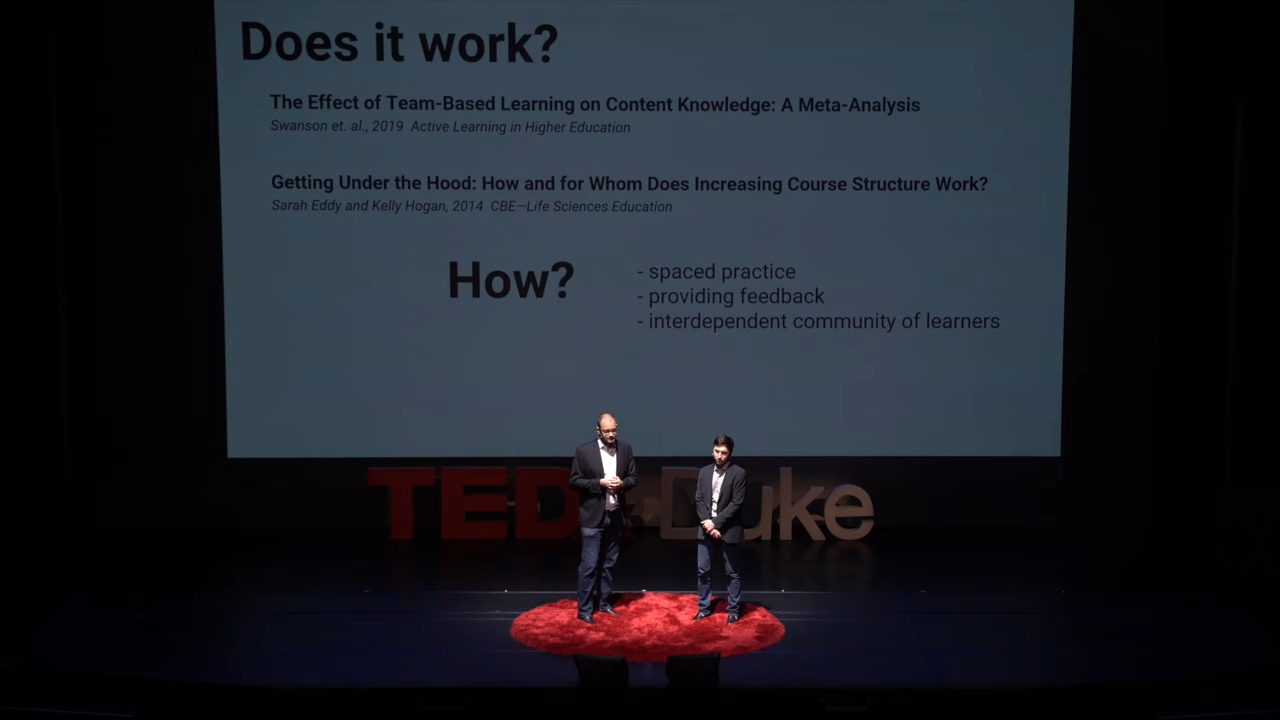 Does it work?
The Effect of Team-Based Learning on Content Knowledge: A Meta-Analysis
Swanson et. al., 2019 Active Learning in Higher Education
Getting Under the Hood: How and for Whom Does Increasing Course Structure Work?
Sarah Eddy and Kelly Hogan, 2014 CBE—Life Sciences Education
How?
- spaced practice
- providing feedback
- interdependent community of learners
TEDx Duke